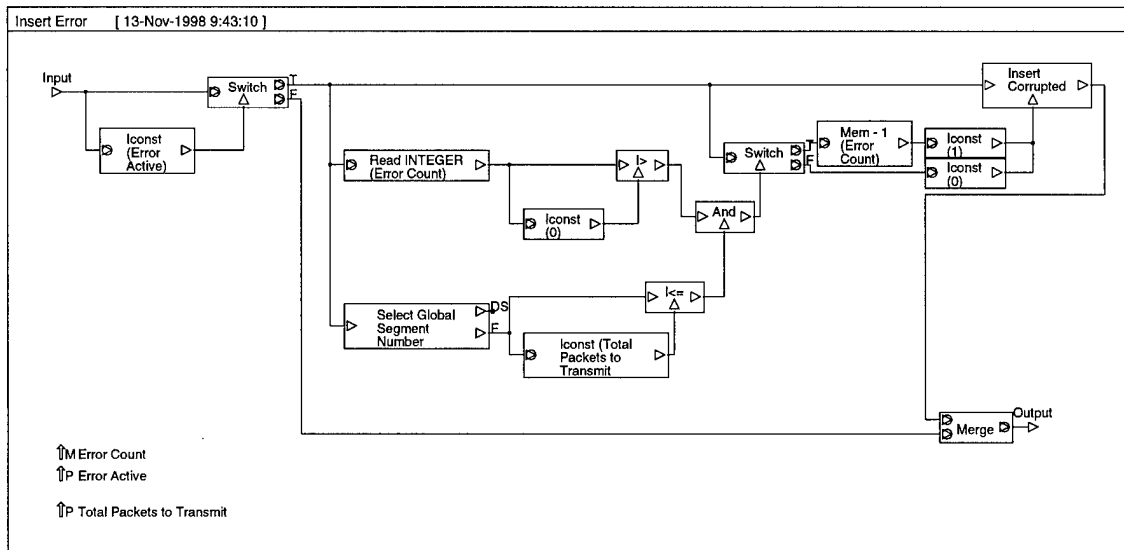 Insert Error [ 13-Nov-1998 9:43:10 ]
Input
Switch
T
F
Iconst
(Error
Active)
Insert
Corrupted
Read INTEGER
(Error Count)
I>
Iconst
(0)
Switch
T
F
Mem - 1
(Error
Count)
Iconst
(1)
Iconst
(0)
And
I<=
Select Global
Segment
Number
DS
F
Iconst (Total
Packets to
Transmit
Merge
Output
⇑M Error Count
⇑P Error Active
⇑P Total Packets to Transmit